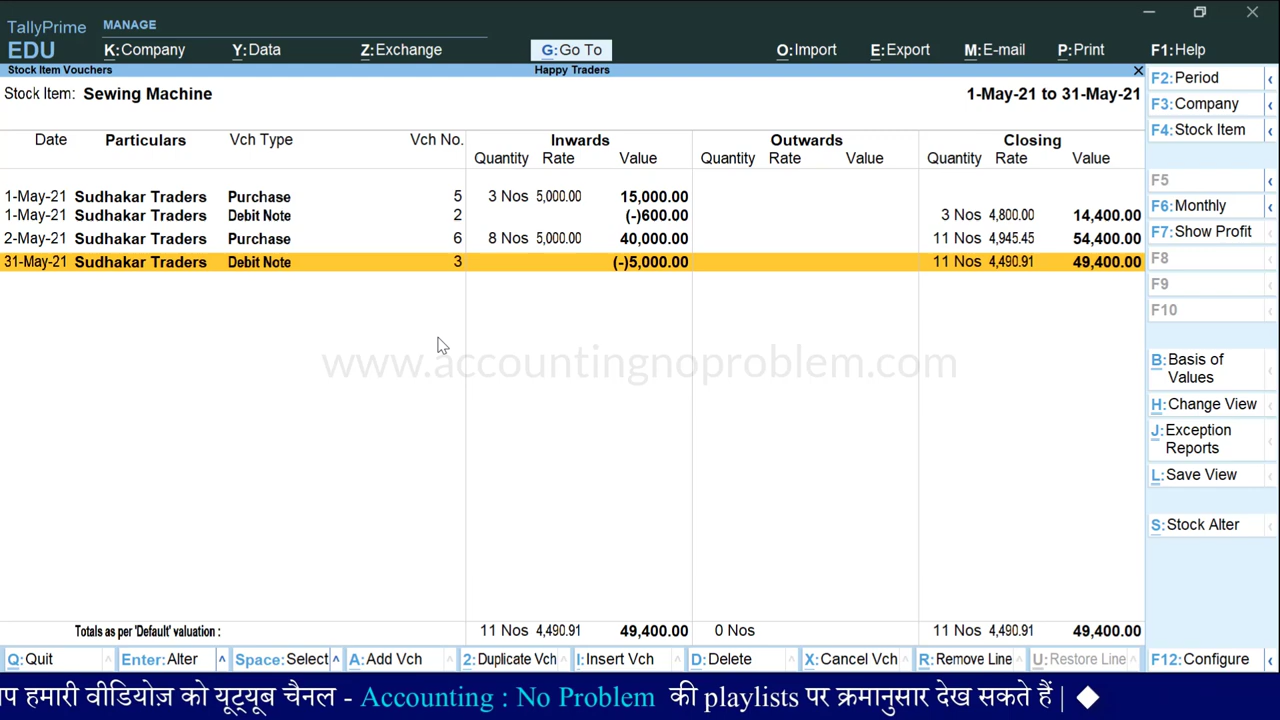 TallyPrime MANAGE
EDU K:Company Y:Data Z:Exchange G:Go To O:Import E:Export M:E-mail P:Print F1:Help
Stock Item Vouchers Happy Traders
Stock Item: Sewing Machine 1-May-21 to 31-May-21
Date Particulars Vch Type Vch No. Inwards Outwards Closing
Quantity Rate Value Quantity Rate Value Quantity Rate Value
1-May-21 Sudhakar Traders Purchase 5 3 Nos 5,000.00 15,000.00
1-May-21 Sudhakar Traders Debit Note 2 (-)600.00 3 Nos 4,800.00 14,400.00
2-May-21 Sudhakar Traders Purchase 6 8 Nos 5,000.00 40,000.00 11 Nos 4,945.45 54,400.00
31-May-21 Sudhakar Traders Debit Note 3 (-)5,000.00 11 Nos 4,490.91 49,400.00
www.accountingnoproblem.com
Totals as per 'Default' valuation : 11 Nos 4,490.91 49,400.00 0 Nos 11 Nos 4,490.91 49,400.00
F2:Period
F3:Company
F4:Stock Item
F5
F6:Monthly
F7:Show Profit
F8
F9
F10
B:Basis of
Values
H:Change View
J:Exception
Reports
L:Save View
S:Stock Alter
Q:Quit Enter:Alter Space:Select A:Add Vch 2:Duplicate Vch I:Insert Vch D:Delete X:Cancel Vch R:Remove Line U:Restore Line F12:Configure
प हमारी वीडियोज़ को यूट्यूब चैनल - Accounting : No Problem की playlists पर क्रमानुसार देख सकते हैं |